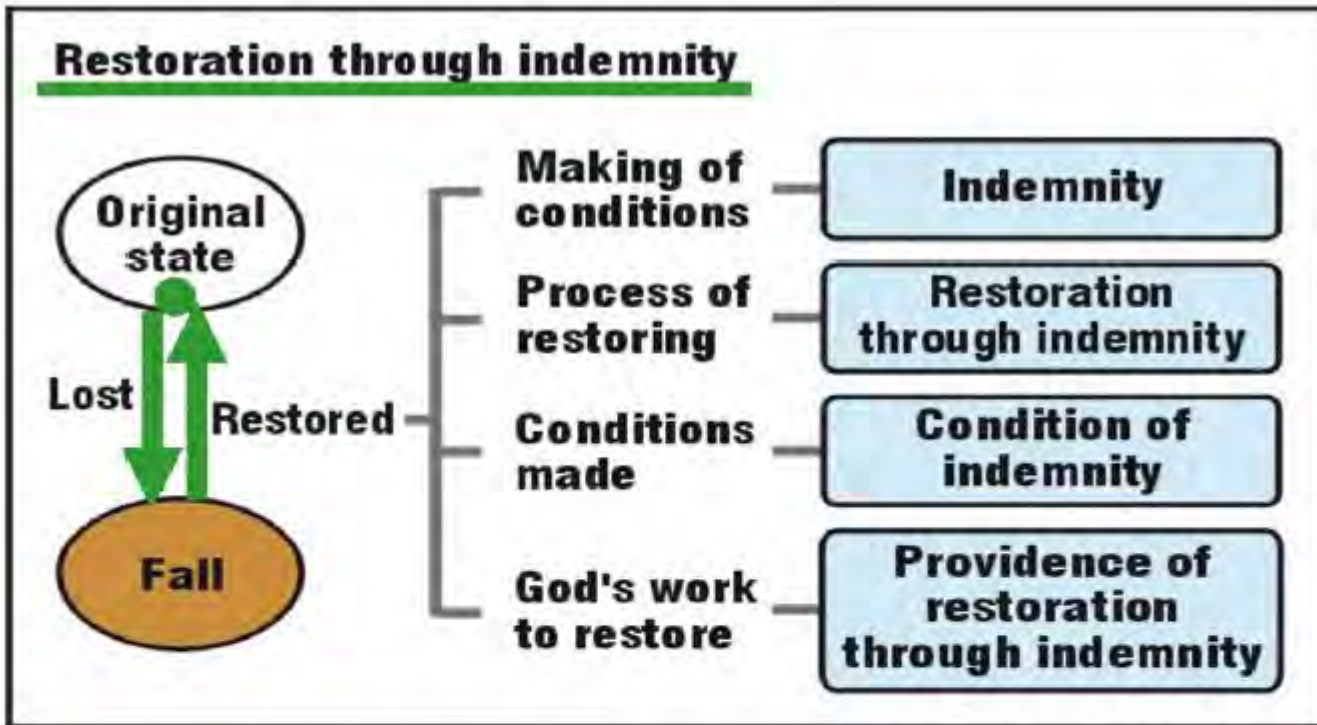 Restoration through indemnity
Original
state
Lost
Restored
Fall
Making of
conditions
Indemnity
Process of
restoring
Restoration
through indemnity
Conditions
made
Condition of
indemnity
God's work
to restore
Providence of
restoration
through indemnity